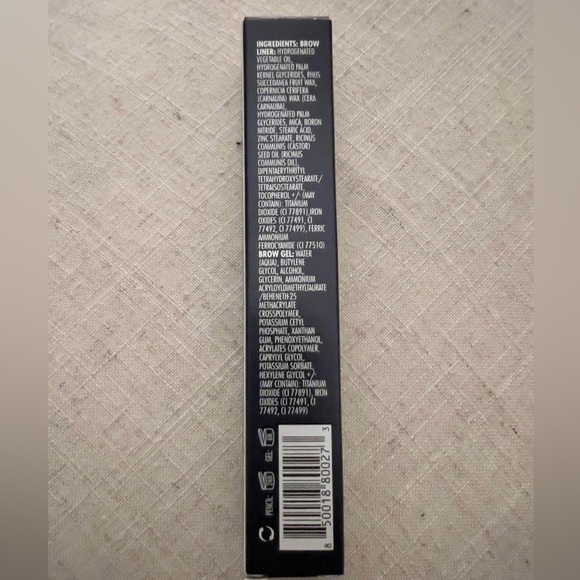 INGREDIENTS: BROW
LINER: HYDROGENATED
VEGETABLE OIL,
HYDROGENATED PALM
KERNEL GLYCERIDES, RHUS
SUCCEDANEA FRUIT WAX,
COPERNICIA CERIFERA
(CARNAUBA) WAX (CERA
CARNAUBA),
HYDROGENATED PALM
GLYCERIDES, MICA, BORON
NITRIDE, STEARIC ACID,
ZINC STEARATE, RICINUS
COMMUNIS (CASTOR)
SEED OIL (RICINUS
COMMUNIS OIL),
DIPENTAERYTHRITYL
TETRAHYDROXYSTEARATE/
TETRAISOSTEARATE,
TOCOPHEROL +/- (MAY
CONTAIN): TITANIUM
DIOXIDE (CI 77891),IRON
OXIDES (CI 77491, CI
77492, CI 77499), FERRIC
AMMONIUM
FERROCYANIDE (CI 77510)
BROW GEL: WATER
(AQUA), BUTYLENE
GLYCOL, ALCOHOL,
GLYCERIN, AMMONIUM
ACRYLOYLDIMETHYLTAURATE
/BEHENETH-25
METHACRYLATE
CROSSPOLYMER,
POTASSIUM CETYL
PHOSPHATE, XANTHAN
GUM, PHENOXYETHANOL,
ACRYLATES COPOLYMER,
CAPRYLYL GLYCOL,
POTASSIUM SORBATE,
HEXYLENE GLYCOL +/-
(MAY CONTAIN): TITANIUM
DIOXIDE (CI 77891), IRON
OXIDES (CI 77491, CI
77492, CI 77499)
PENCIL:
GEL:
8 50018 80027 3